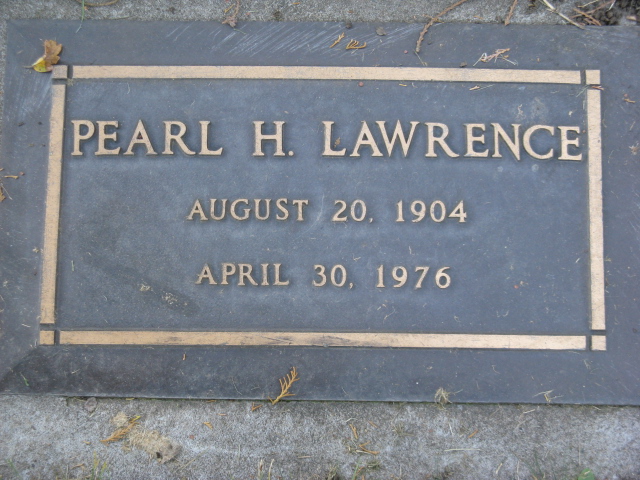 PEARL H. LAWRENCE
AUGUST 20, 1904
APRIL 30, 1976